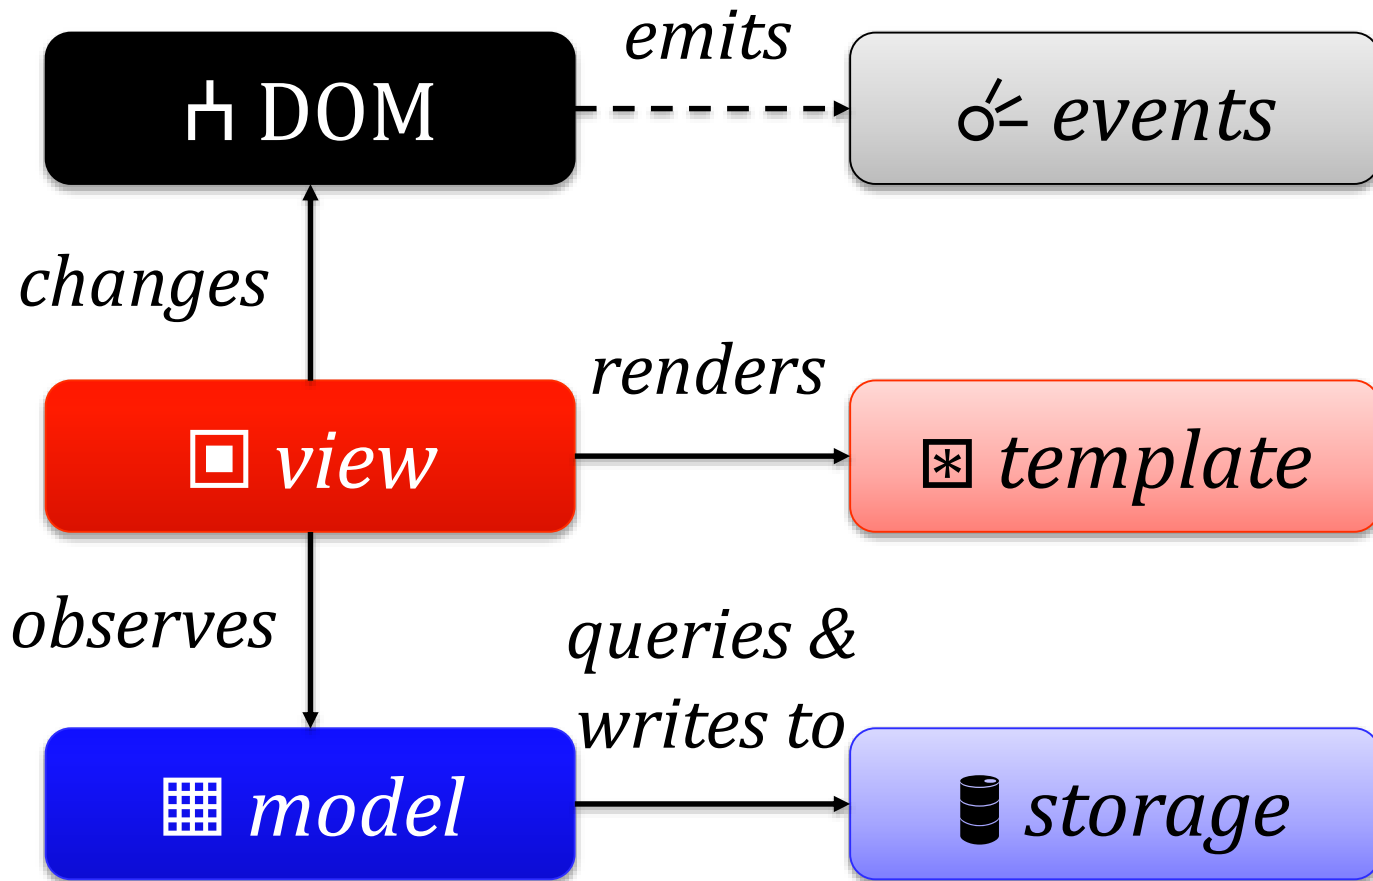 emits
DOM
events
changes
renders
view
template
observes
queries &
writes to
model
storage